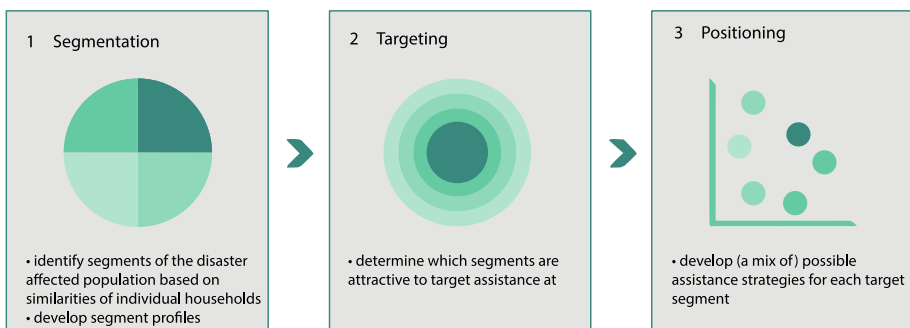 1 Segmentation
• identify segments of the disaster
affected population based on
similarities of individual households
• develop segment profiles
2 Targeting
• determine which segments are
attractive to target assistance at
3 Positioning
• develop (a mix of) possible
assistance strategies for each target
segment